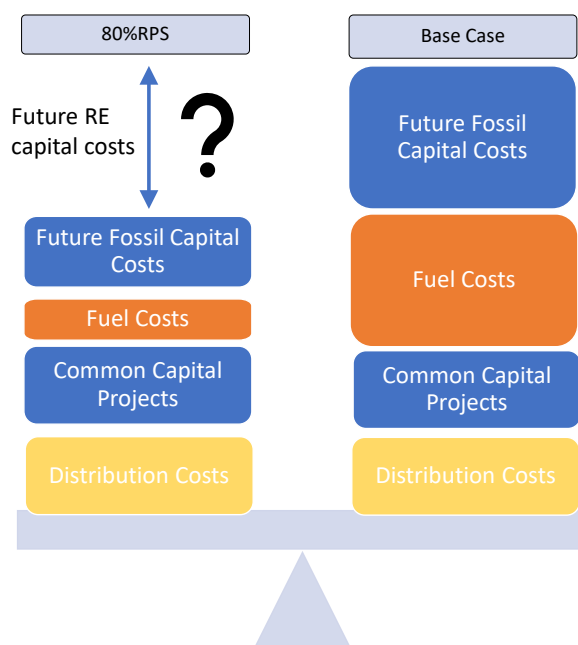 80%RPS
Future RE
capital costs
?
Future Fossil Capital
Costs
Fuel Costs
Common Capital
Projects
Distribution Costs
Base Case
Future Fossil
Capital Costs
Fuel Costs
Common Capital
Projects
Distribution Costs